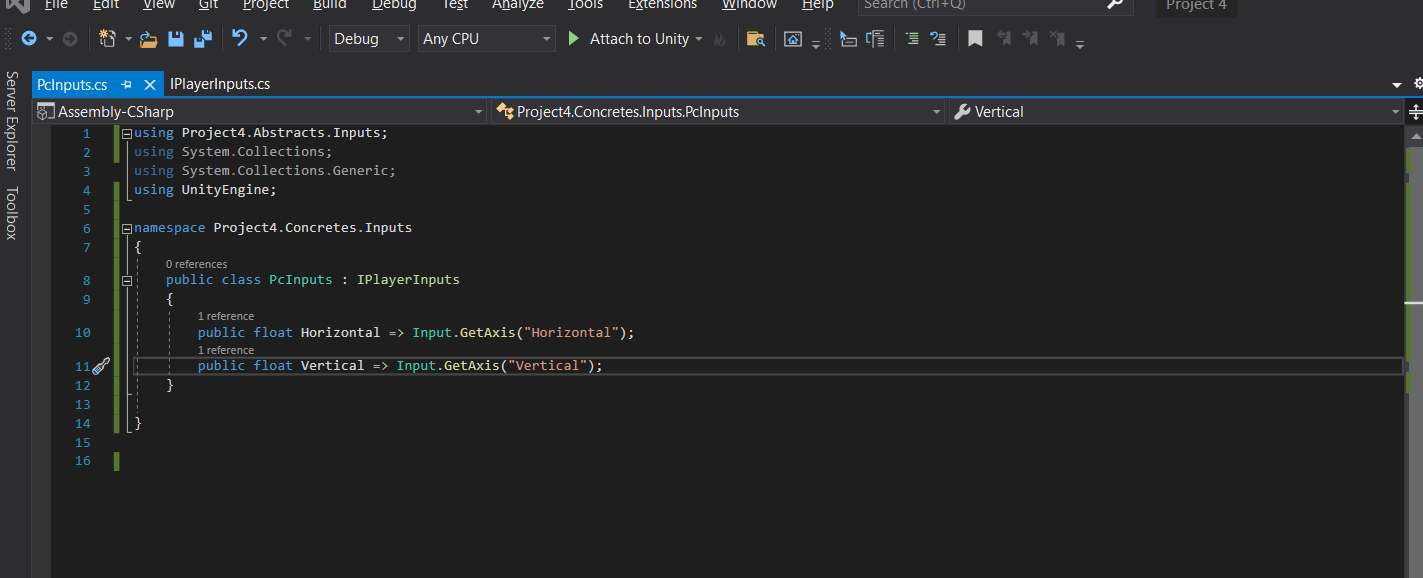 File Edit View Git Project Build Debug Test Analyze Tools Extensions Window Help Search (Ctrl+Q) Project 4
Debug Any CPU Attach to Unity
Server Explorer
Toolbox
PcInputs.cs IPlayerInputs.cs
Assembly-CSharp Project4.Concretes.Inputs.PcInputs Vertical
1 using Project4.Abstracts.Inputs;
2 using System.Collections;
3 using System.Collections.Generic;
4 using UnityEngine;
5
6 namespace Project4.Concretes.Inputs
7 {
0 references
8 public class PcInputs : IPlayerInputs
9 {
1 reference
10 public float Horizontal => Input.GetAxis("Horizontal");
1 reference
11 public float Vertical => Input.GetAxis("Vertical");
12 }
13
14 }
15
16